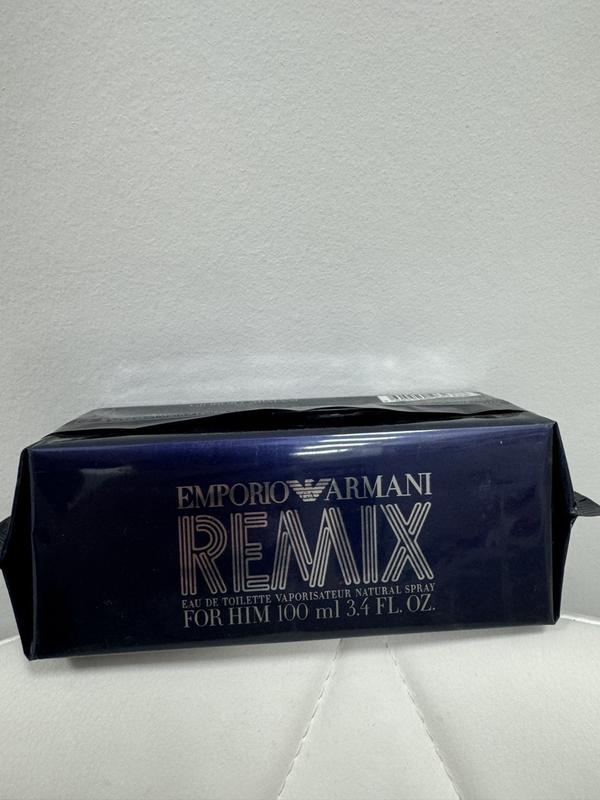 EMPORIO ARMANI
REMIX
EAU DE TOILETTE VAPORISATEUR NATURAL SPRAY
FOR HIM 100 ml 3.4 FL. OZ.